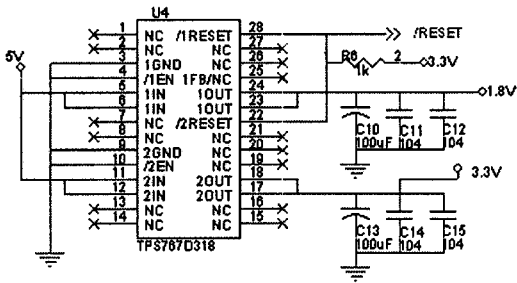 U4
1 NC /1RESET 28 /RESET
2 NC NC 27
3 1GND NC 26 R6 1k 2 3.3V
5V
4 /1EN 1FB/NC 25
5 1IN 1OUT 24 1.8V
6 1IN 1OUT 23
7 NC /2RESET 22
8 NC NC 21 C10 C11 C12
9 2GND NC 20 100uF 104 104
10 /2EN NC 19
11 2IN 2OUT 18 3.3V
12 2IN 2OUT 17
13 NC NC 16
14 NC NC 15 C13 C14 C15
TPS767D318 100uF 104 104